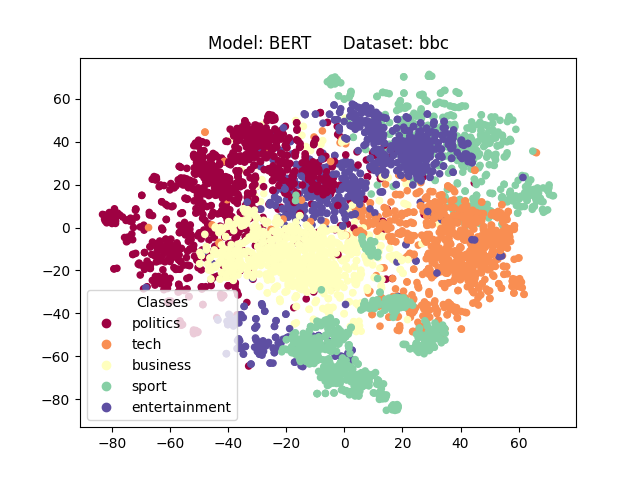 Model: BERT      Dataset: bbc
60
40
20
0
−20
−40
−60
−80
Classes
politics
tech
business
sport
entertainment
−80 −60 −40 −20 0 20 40 60